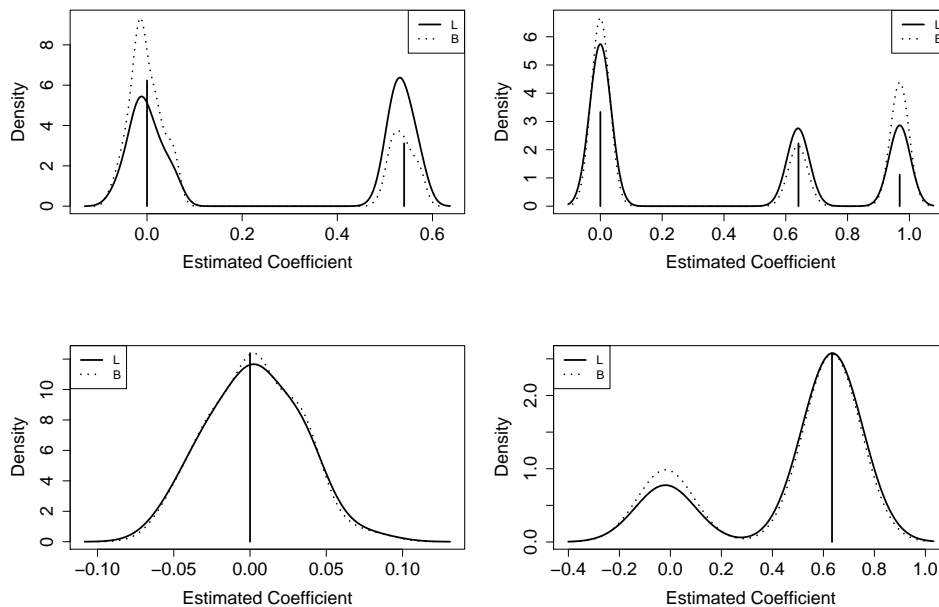 Density
0 2 4 6 8
0.0 0.2 0.4 0.6
Estimated Coefficient
L
B
Density
0 1 2 3 4 5 6
0.0 0.2 0.4 0.6 0.8 1.0
Estimated Coefficient
L
B
Density
0 2 4 6 8 10
−0.10 −0.05 0.00 0.05 0.10
Estimated Coefficient
L
B
Density
0.0 1.0 2.0
−0.4 −0.2 0.0 0.2 0.4 0.6 0.8 1.0
Estimated Coefficient
L
B